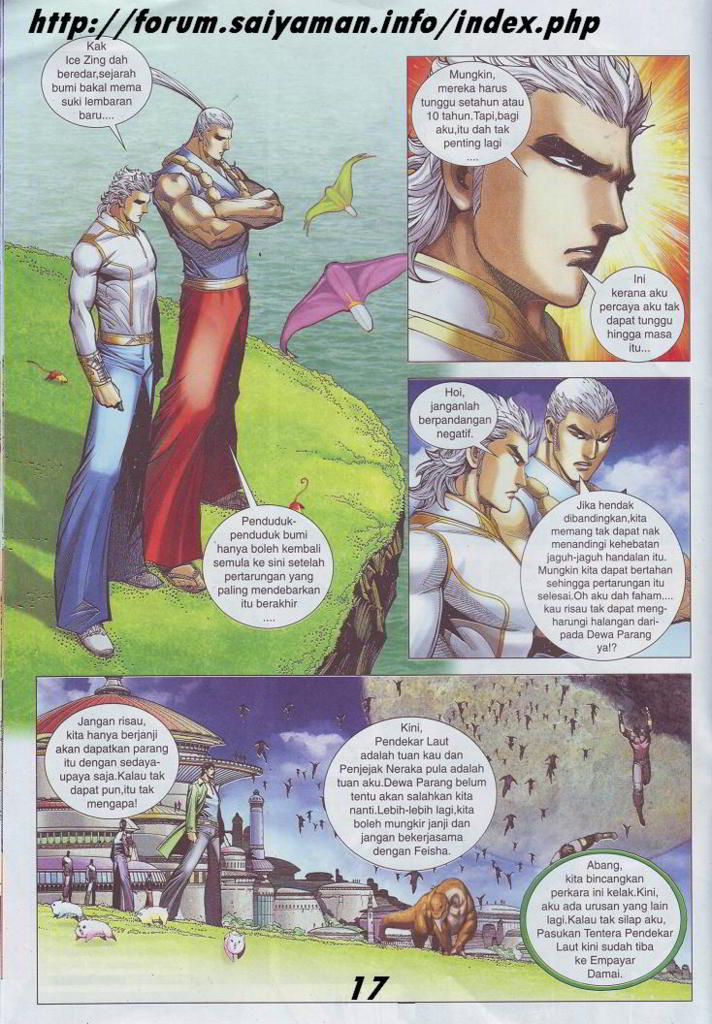 http://forum.saiyaman.info/index.php
Kak
Ice Zing dah
beredar,sejarah
bumi bakal mema
suki lembaran
baru....
Penduduk-
penduduk bumi
hanya boleh kembali
semula ke sini setelah
pertarungan yang
paling mendebarkan
itu berakhir
....
Mungkin,
mereka harus
tunggu setahun atau
10 tahun.Tapi,bagi
aku,itu dah tak
penting lagi
....
Ini
kerana aku
percaya aku tak
dapat tunggu
hingga masa
itu...
Hoi,
janganlah
berpandangan
negatif.
Jika hendak
dibandingkan,kita
memang tak dapat nak
menandingi kehebatan
jaguh-jaguh handalan itu.
Mungkin kita dapat bertahan
sehingga pertarungan itu
selesai.Oh aku dah faham....
kau risau tak dapat meng-
harungi halangan dari-
pada Dewa Parang
ya!?
Jangan risau,
kita hanya berjanji
akan dapatkan parang
itu dengan sedaya-
upaya saja.Kalau tak
dapat pun,itu tak
mengapa!
Kini,
Pendekar Laut
adalah tuan kau dan
Penjejak Neraka pula adalah
tuan aku.Dewa Parang belum
tentu akan salahkan kita
nanti.Lebih-lebih lagi,kita
boleh mungkir janji dan
jangan bekerjasama
dengan Feisha.
Abang,
kita bincangkan
perkara ini kelak.Kini,
aku ada urusan yang lain
lagi.Kalau tak silap aku,
Pasukan Tentera Pendekar
Laut kini sudah tiba
ke Empayar
Damai.
17